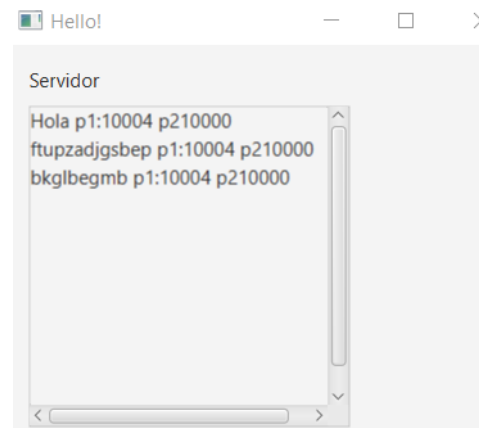 Hello!
Servidor
Hola p1:10004 p210000
ftupzadjgsbep p1:10004 p210000
bkglbegmb p1:10004 p210000